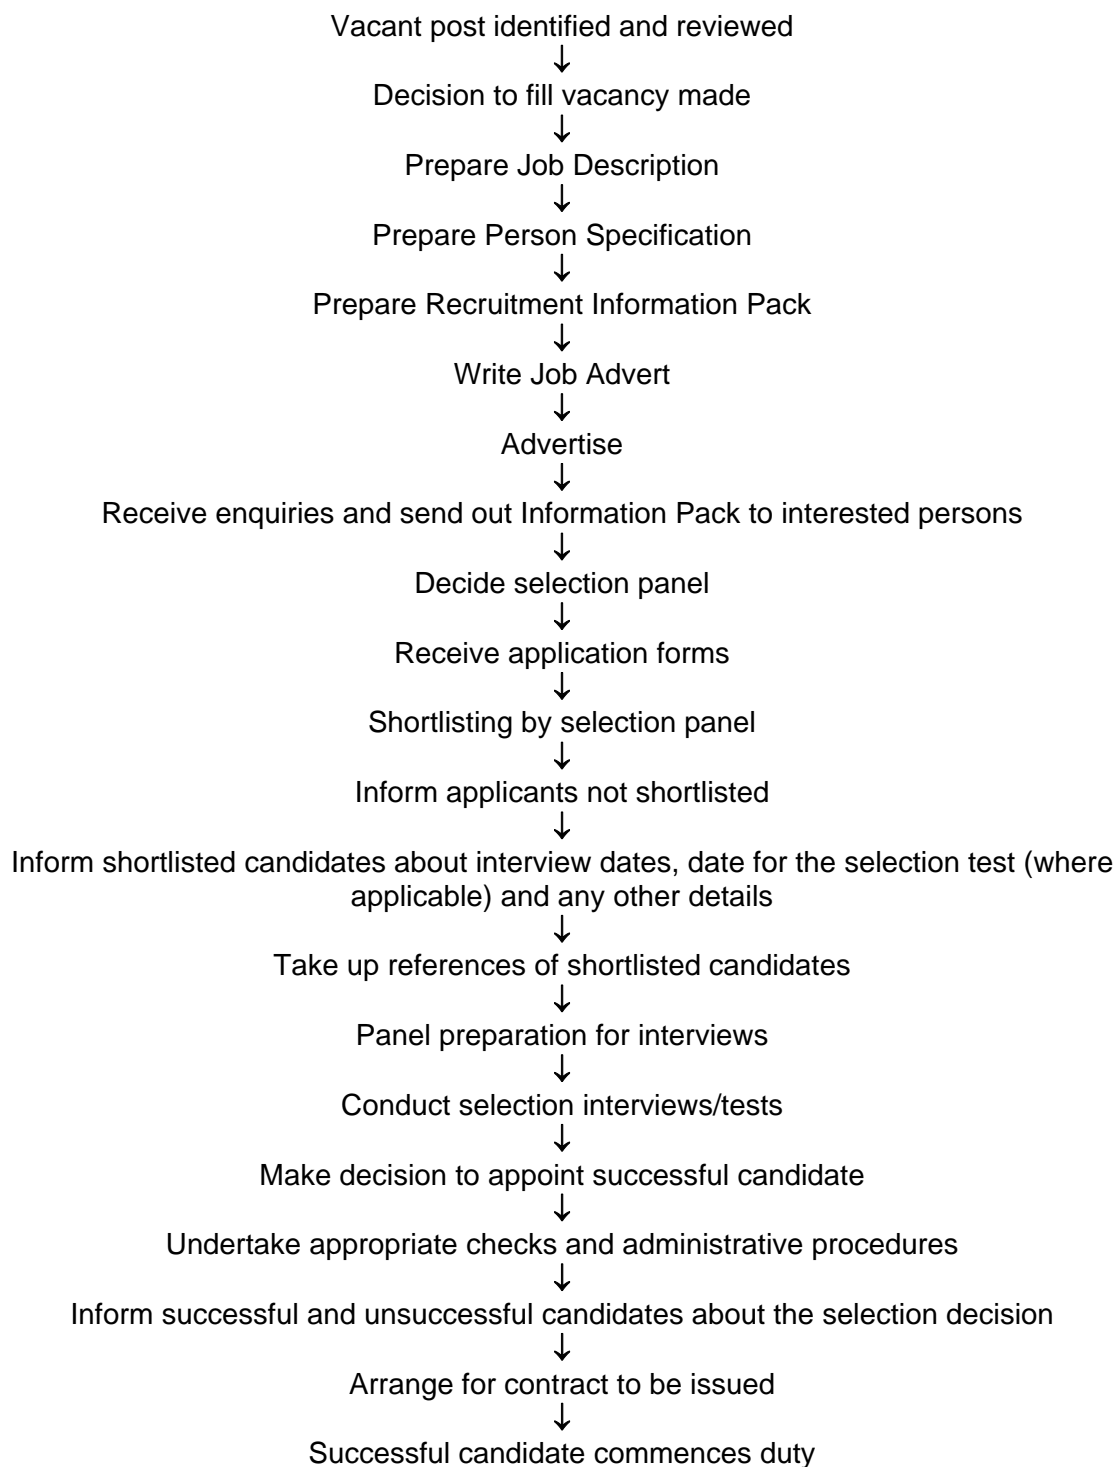 Vacant post identified and reviewed
↓
Decision to fill vacancy made
↓
Prepare Job Description
↓
Prepare Person Specification
↓
Prepare Recruitment Information Pack
↓
Write Job Advert
↓
Advertise
↓
Receive enquiries and send out Information Pack to interested persons
↓
Decide selection panel
↓
Receive application forms
↓
Shortlisting by selection panel
↓
Inform applicants not shortlisted
↓
Inform shortlisted candidates about interview dates, date for the selection test (where
applicable) and any other details
↓
Take up references of shortlisted candidates
↓
Panel preparation for interviews
↓
Conduct selection interviews/tests
↓
Make decision to appoint successful candidate
↓
Undertake appropriate checks and administrative procedures
↓
Inform successful and unsuccessful candidates about the selection decision
↓
Arrange for contract to be issued
↓
Successful candidate commences duty